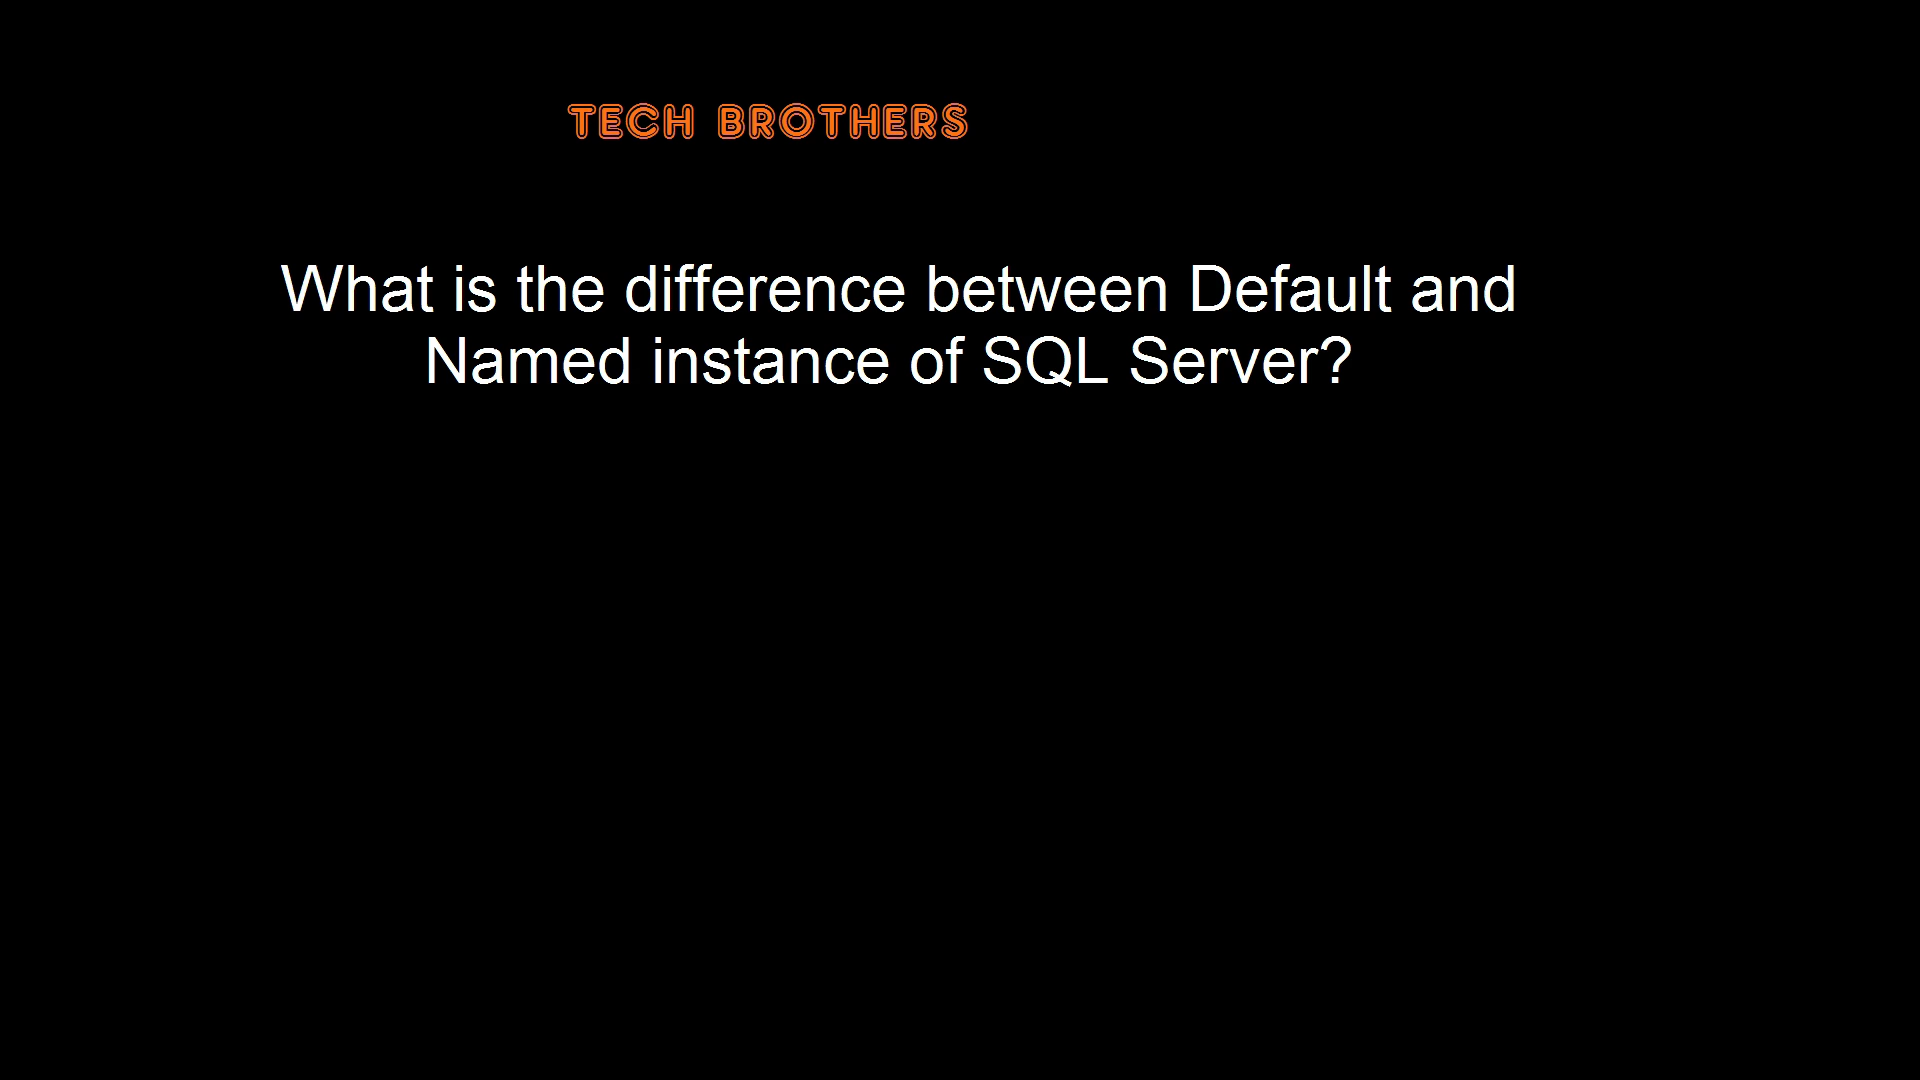 TECH BROTHERS
What is the difference between Default and
Named instance of SQL Server?